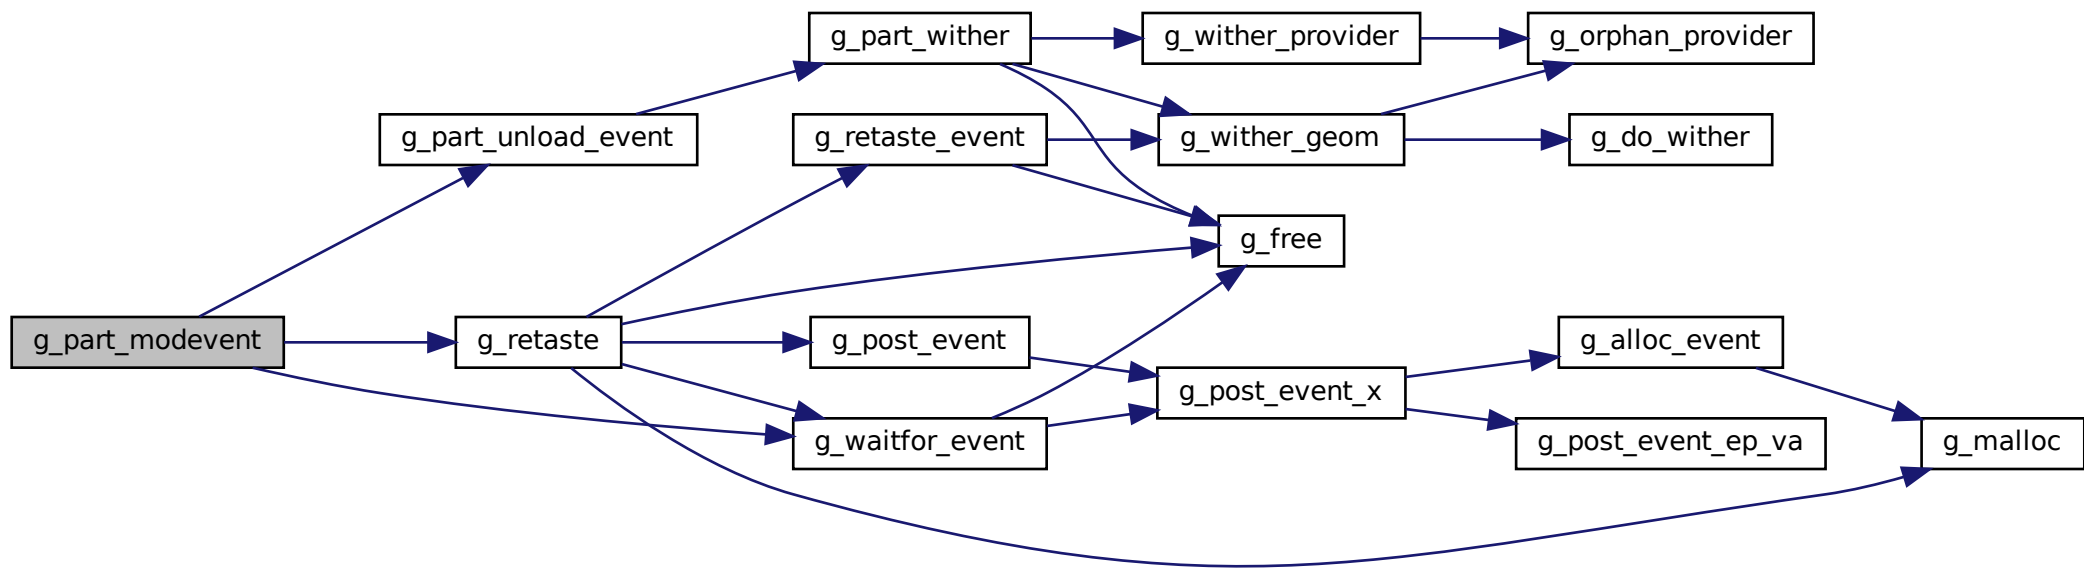 g_part_wither
g_wither_provider
g_orphan_provider
g_part_unload_event
g_retaste_event
g_wither_geom
g_do_wither
g_free
g_part_modevent
g_retaste
g_post_event
g_alloc_event
g_post_event_x
g_waitfor_event
g_post_event_ep_va
g_malloc